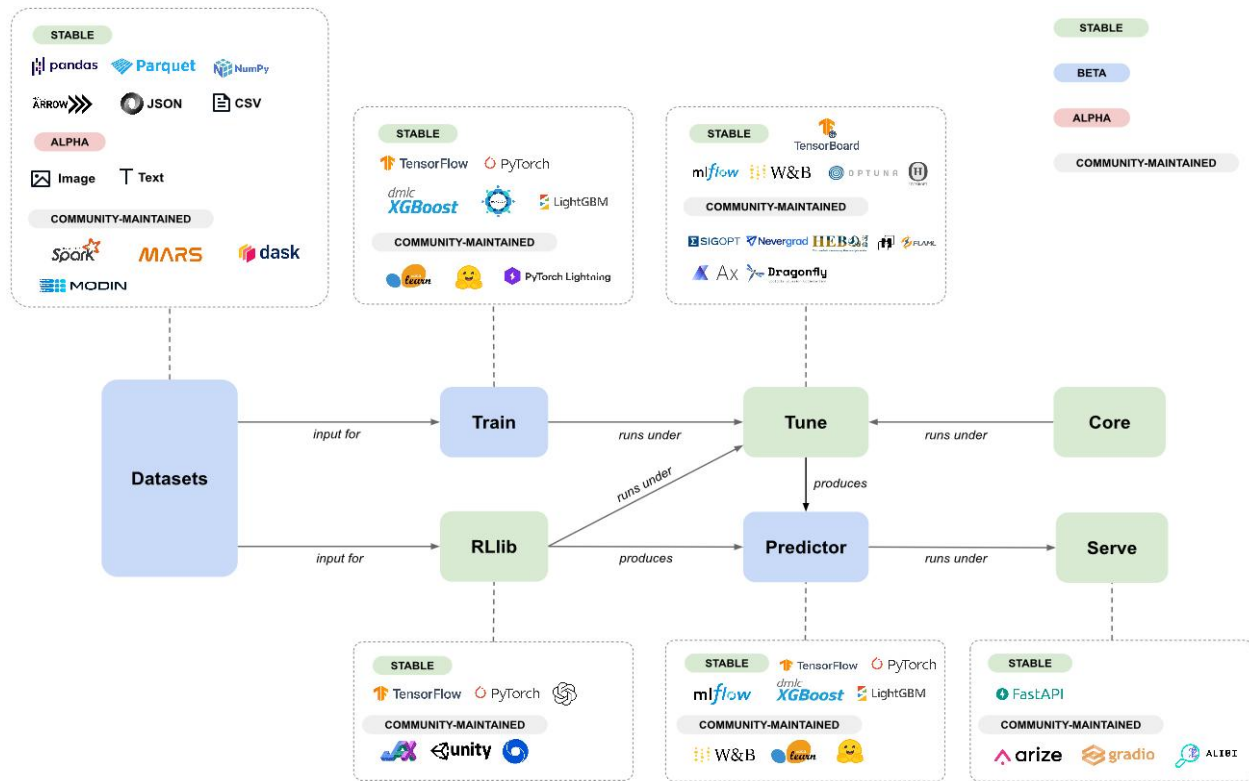 STABLE
pandas
Parquet
NumPy
ARROW
JSON
CSV
ALPHA
Image
Text
COMMUNITY-MAINTAINED
Spark
MARS
dask
MODIN
STABLE
TensorFlow
PyTorch
dmlc
XGBoost
LightGBM
COMMUNITY-MAINTAINED
learn
PyTorch Lightning
STABLE
TensorBoard
mlflow
W&B
OPTUNA
H
COMMUNITY-MAINTAINED
SIGOPT
Nevergrad
HEBO
FLAML
Ax
Dragonfly
STABLE
BETA
ALPHA
COMMUNITY-MAINTAINED
Datasets
input for
Train
runs under
Tune
runs under
Core
runs under
produces
input for
RLlib
produces
Predictor
runs under
Serve
STABLE
TensorFlow
PyTorch
COMMUNITY-MAINTAINED
JAX
unity
STABLE
TensorFlow
PyTorch
mlflow
dmlc
XGBoost
LightGBM
COMMUNITY-MAINTAINED
W&B
learn
STABLE
FastAPI
COMMUNITY-MAINTAINED
arize
gradio
ALIBI